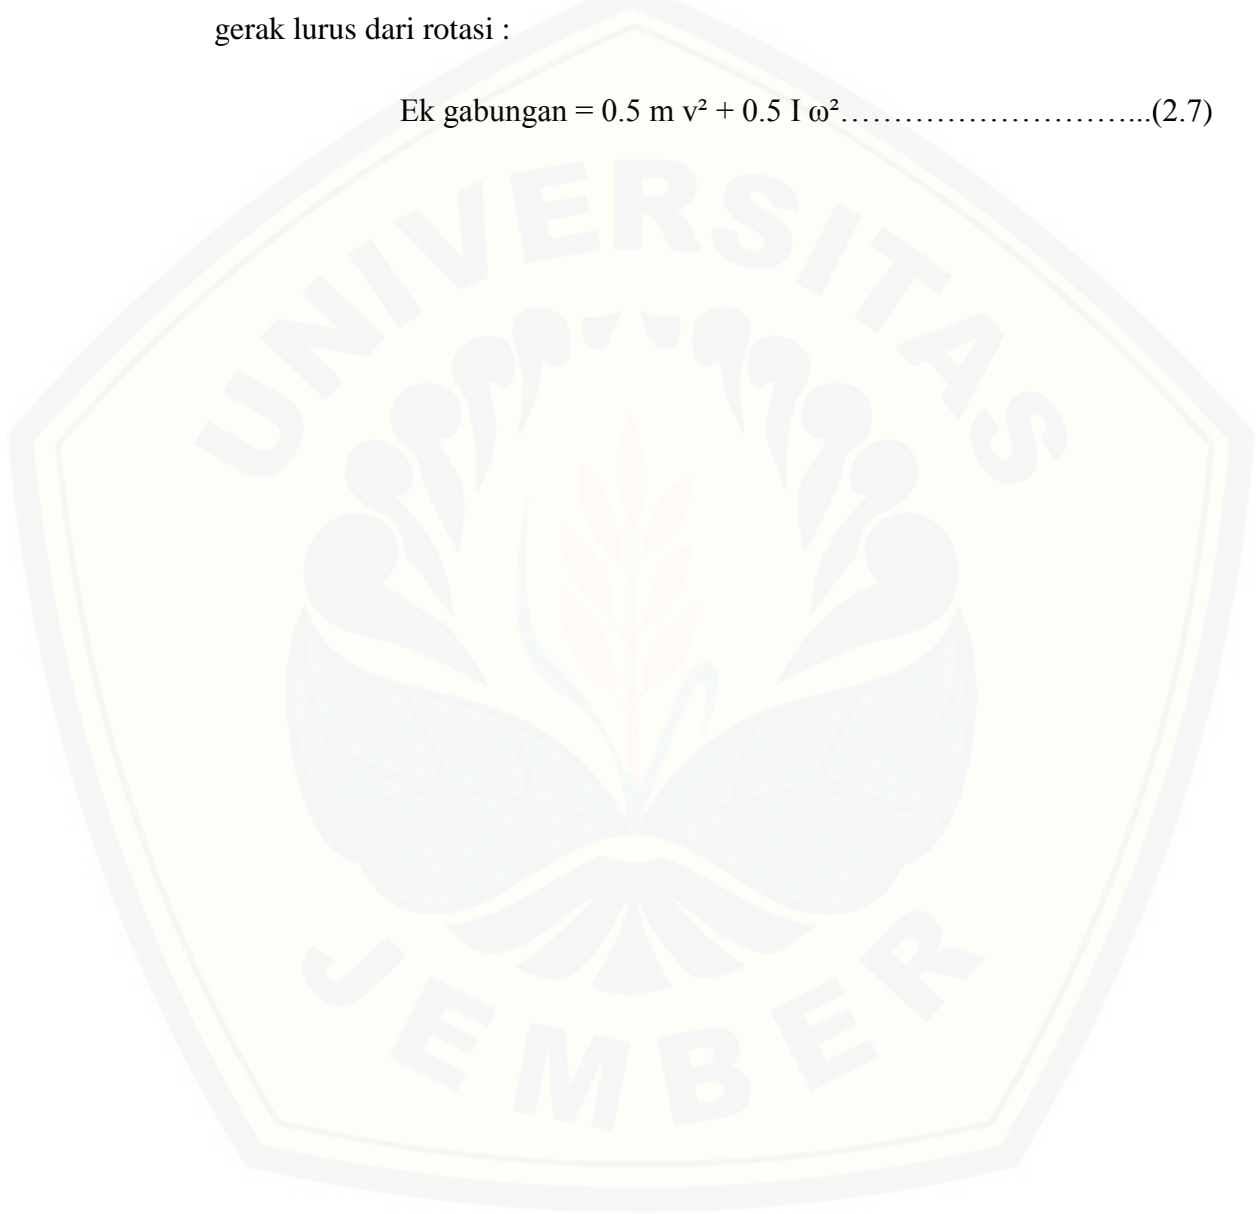 gerak lurus dari rotasi :
Ek gabungan = 0.5 m v² + 0.5 I ω²…………………………...(2.7)
UNIVERSITAS
JEMBER